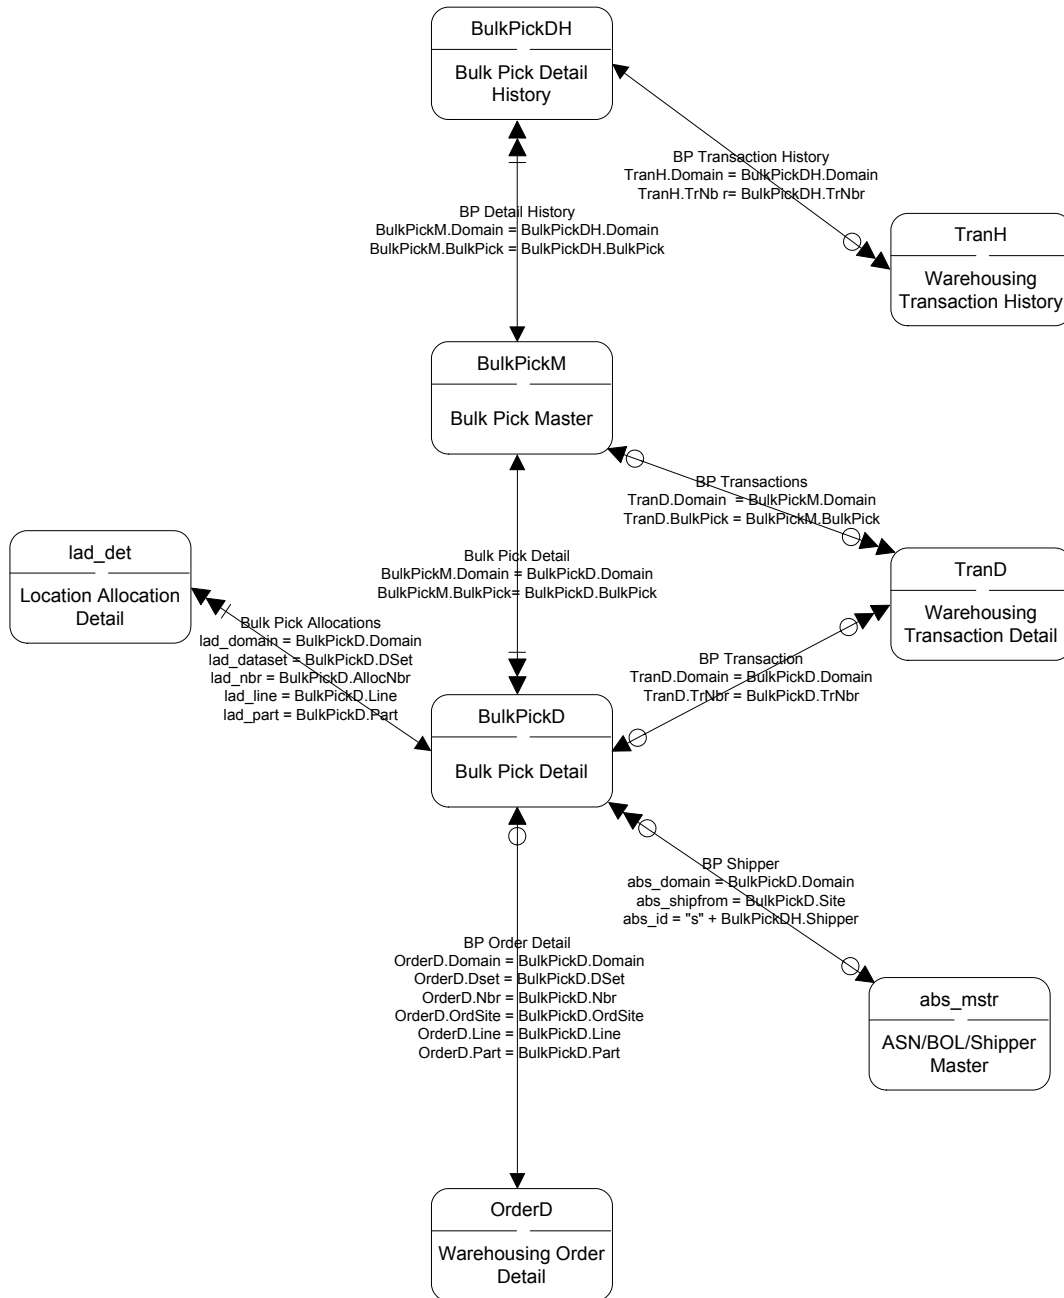 BulkPickDH
Bulk Pick Detail
History
BP Transaction History
TranH.Domain = BulkPickDH.Domain
TranH.TrNb r= BulkPickDH.TrNbr
BP Detail History
BulkPickM.Domain = BulkPickDH.Domain
BulkPickM.BulkPick = BulkPickDH.BulkPick
TranH
Warehousing
Transaction History
BulkPickM
Bulk Pick Master
BP Transactions
TranD.Domain  = BulkPickM.Domain
TranD.BulkPick = BulkPickM.BulkPick
lad_det
Location Allocation
Detail
Bulk Pick Detail
BulkPickM.Domain = BulkPickD.Domain
BulkPickM.BulkPick= BulkPickD.BulkPick
TranD
Warehousing
Transaction Detail
Bulk Pick Allocations
lad_domain = BulkPickD.Domain
lad_dataset = BulkPickD.DSet
lad_nbr = BulkPickD.AllocNbr
lad_line = BulkPickD.Line
lad_part = BulkPickD.Part
BP Transaction
TranD.Domain = BulkPickD.Domain
TranD.TrNbr = BulkPickD.TrNbr
BulkPickD
Bulk Pick Detail
BP Shipper
abs_domain = BulkPickD.Domain
abs_shipfrom = BulkPickD.Site
abs_id = "s" + BulkPickDH.Shipper
BP Order Detail
OrderD.Domain = BulkPickD.Domain
OrderD.Dset = BulkPickD.DSet
OrderD.Nbr = BulkPickD.Nbr
OrderD.OrdSite = BulkPickD.OrdSite
OrderD.Line = BulkPickD.Line
OrderD.Part = BulkPickD.Part
abs_mstr
ASN/BOL/Shipper
Master
OrderD
Warehousing Order
Detail